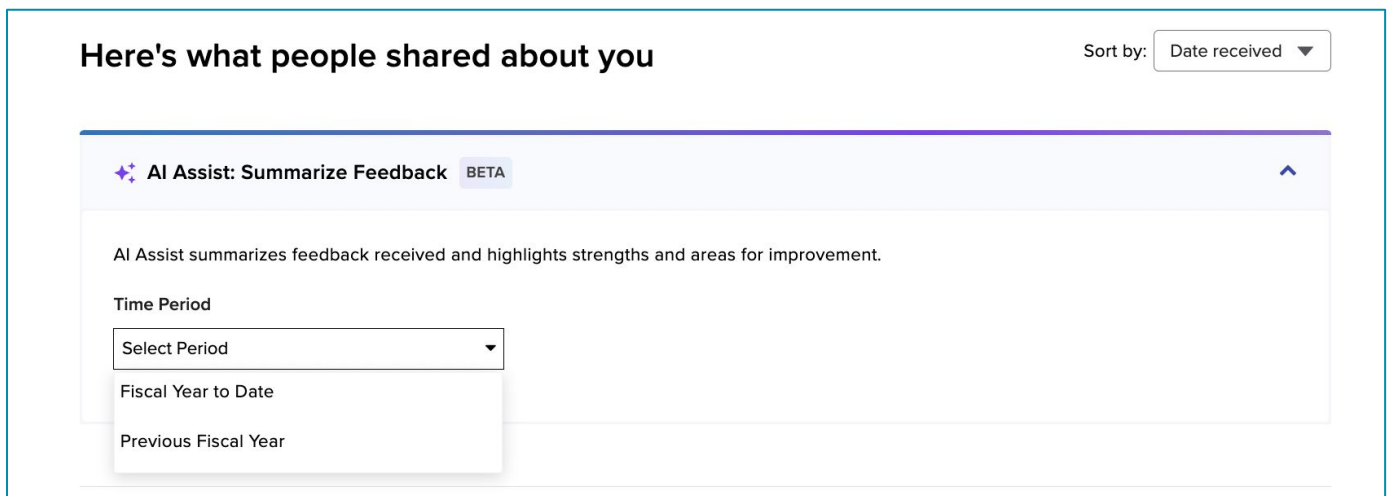 Here's what people shared about you
Sort by: Date received
AI Assist: Summarize Feedback BETA
AI Assist summarizes feedback received and highlights strengths and areas for improvement.
Time Period
Select Period
Fiscal Year to Date
Previous Fiscal Year